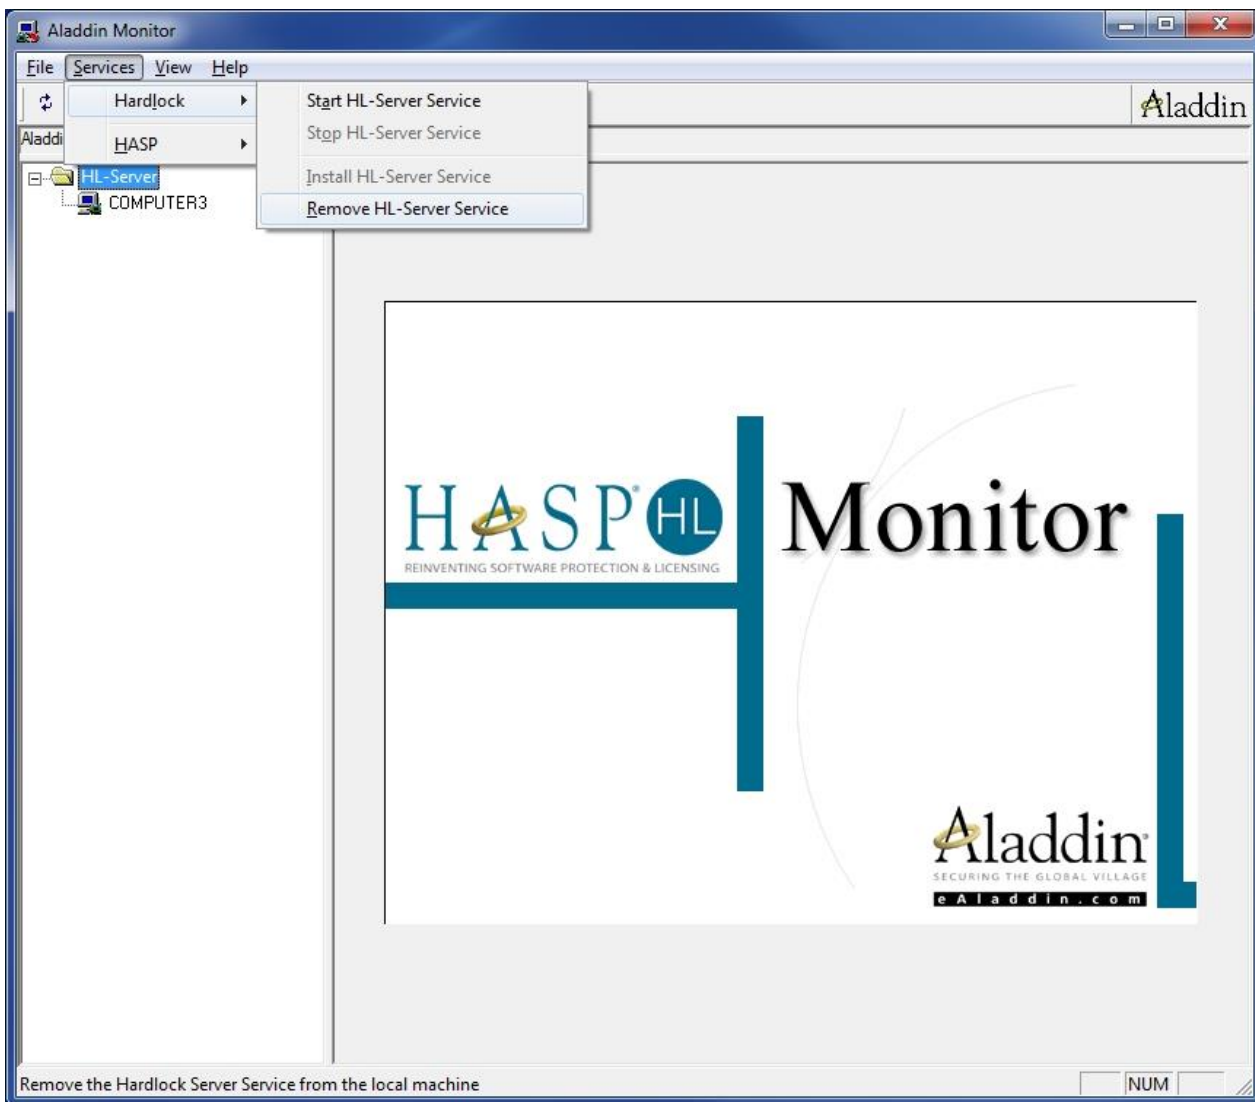 Aladdin Monitor
File Services View Help
Hardlock
HASP
Start HL-Server Service
Stop HL-Server Service
Install HL-Server Service
Remove HL-Server Service
Aladdin
Aladdi
HL-Server
COMPUTER3
HASP® HL
REINVENTING SOFTWARE PROTECTION & LICENSING
Monitor
Aladdin®
SECURING THE GLOBAL VILLAGE
eAladdin.com
Remove the Hardlock Server Service from the local machine
NUM